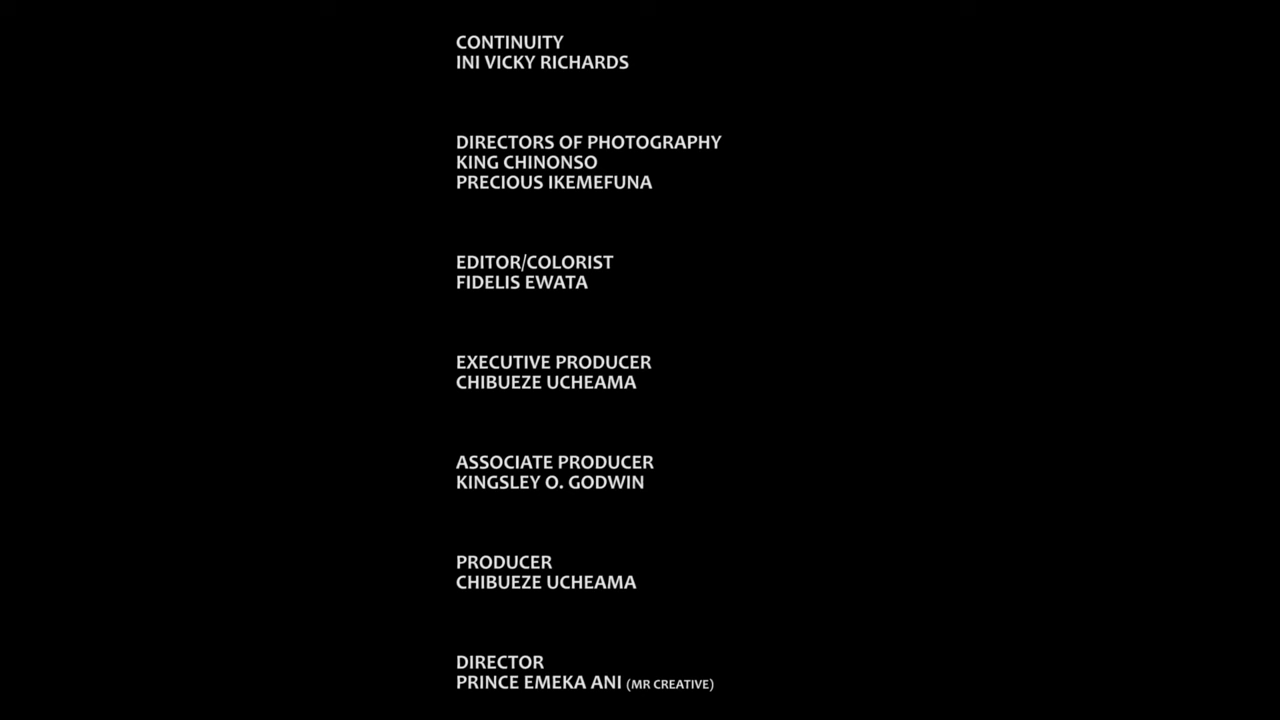 CONTINUITY
INI VICKY RICHARDS
DIRECTORS OF PHOTOGRAPHY
KING CHINONSO
PRECIOUS IKEMEFUNA
EDITOR/COLORIST
FIDELIS EWATA
EXECUTIVE PRODUCER
CHIBUEZE UCHEAMA
ASSOCIATE PRODUCER
KINGSLEY O. GODWIN
PRODUCER
CHIBUEZE UCHEAMA
DIRECTOR
PRINCE EMEKA ANI (MR CREATIVE)